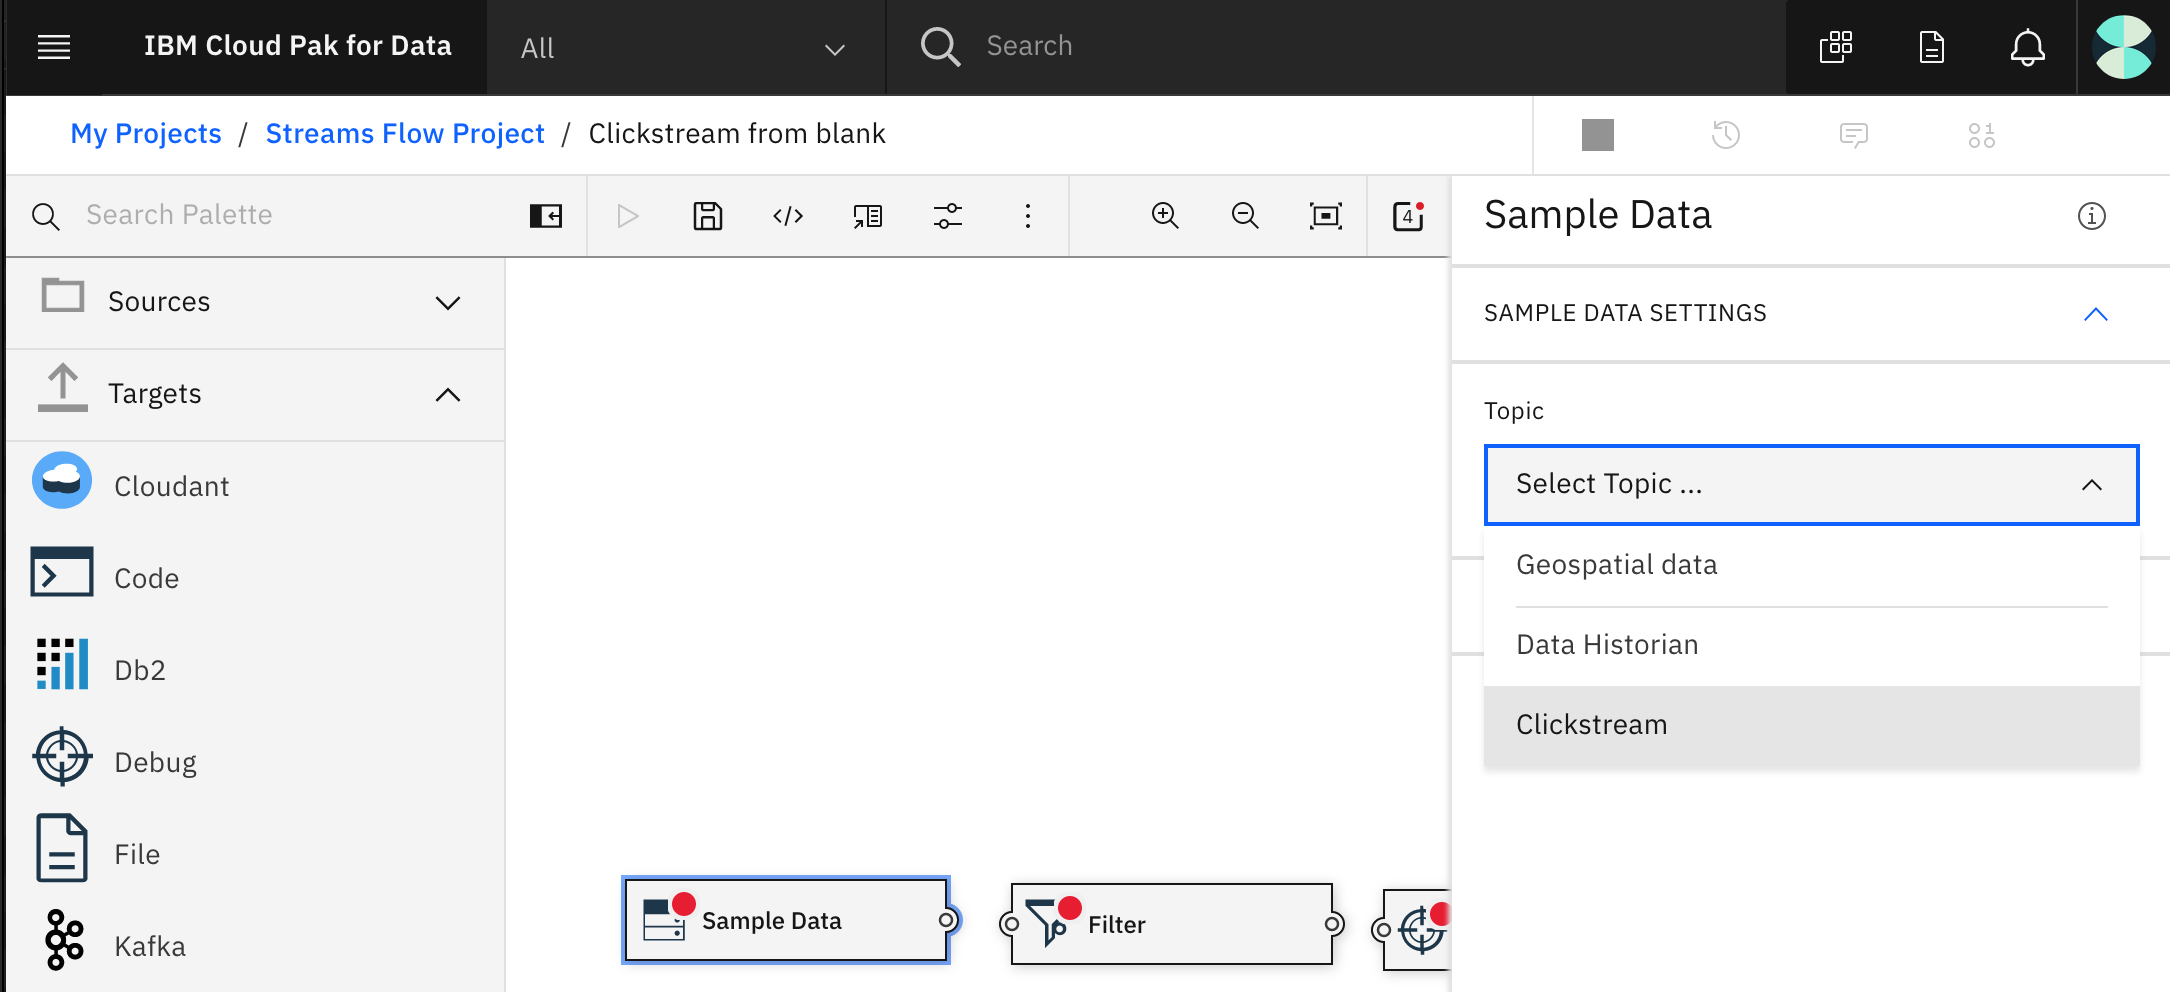 IBM Cloud Pak for Data
All
Search
My Projects / Streams Flow Project / Clickstream from blank
Search Palette
4
Sample Data
Sources
SAMPLE DATA SETTINGS
Targets
Topic
Select Topic ...
Cloudant
Geospatial data
Code
Data Historian
Db2
Clickstream
Debug
File
Sample Data
Filter
Kafka